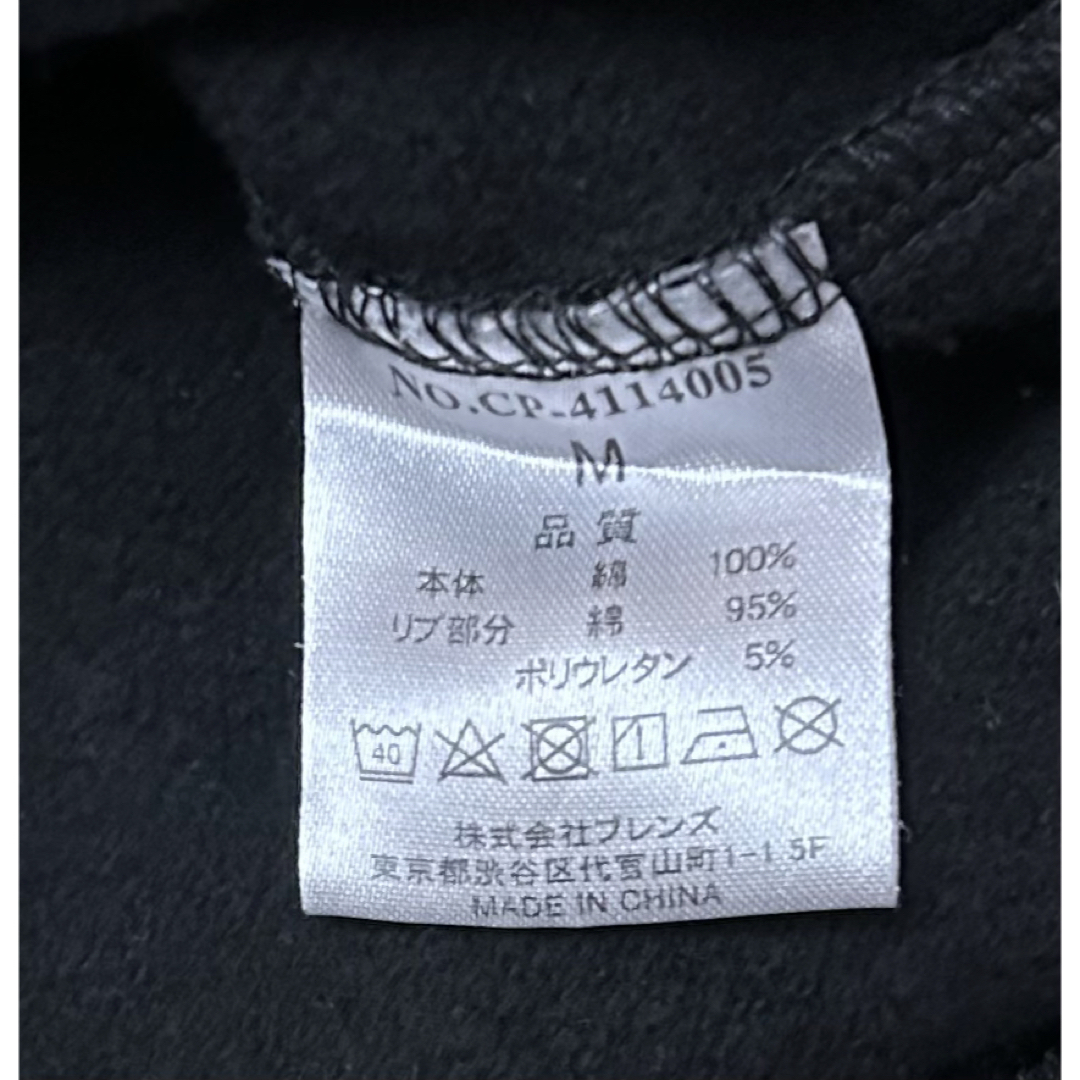 NO.CP-4114005
M
品質
本体 綿 100%
リブ部分 綿 95%
ポリウレタン 5%
40
株式会社ブレンズ
東京都渋谷区代官山町1-1 5F
MADE IN CHINA